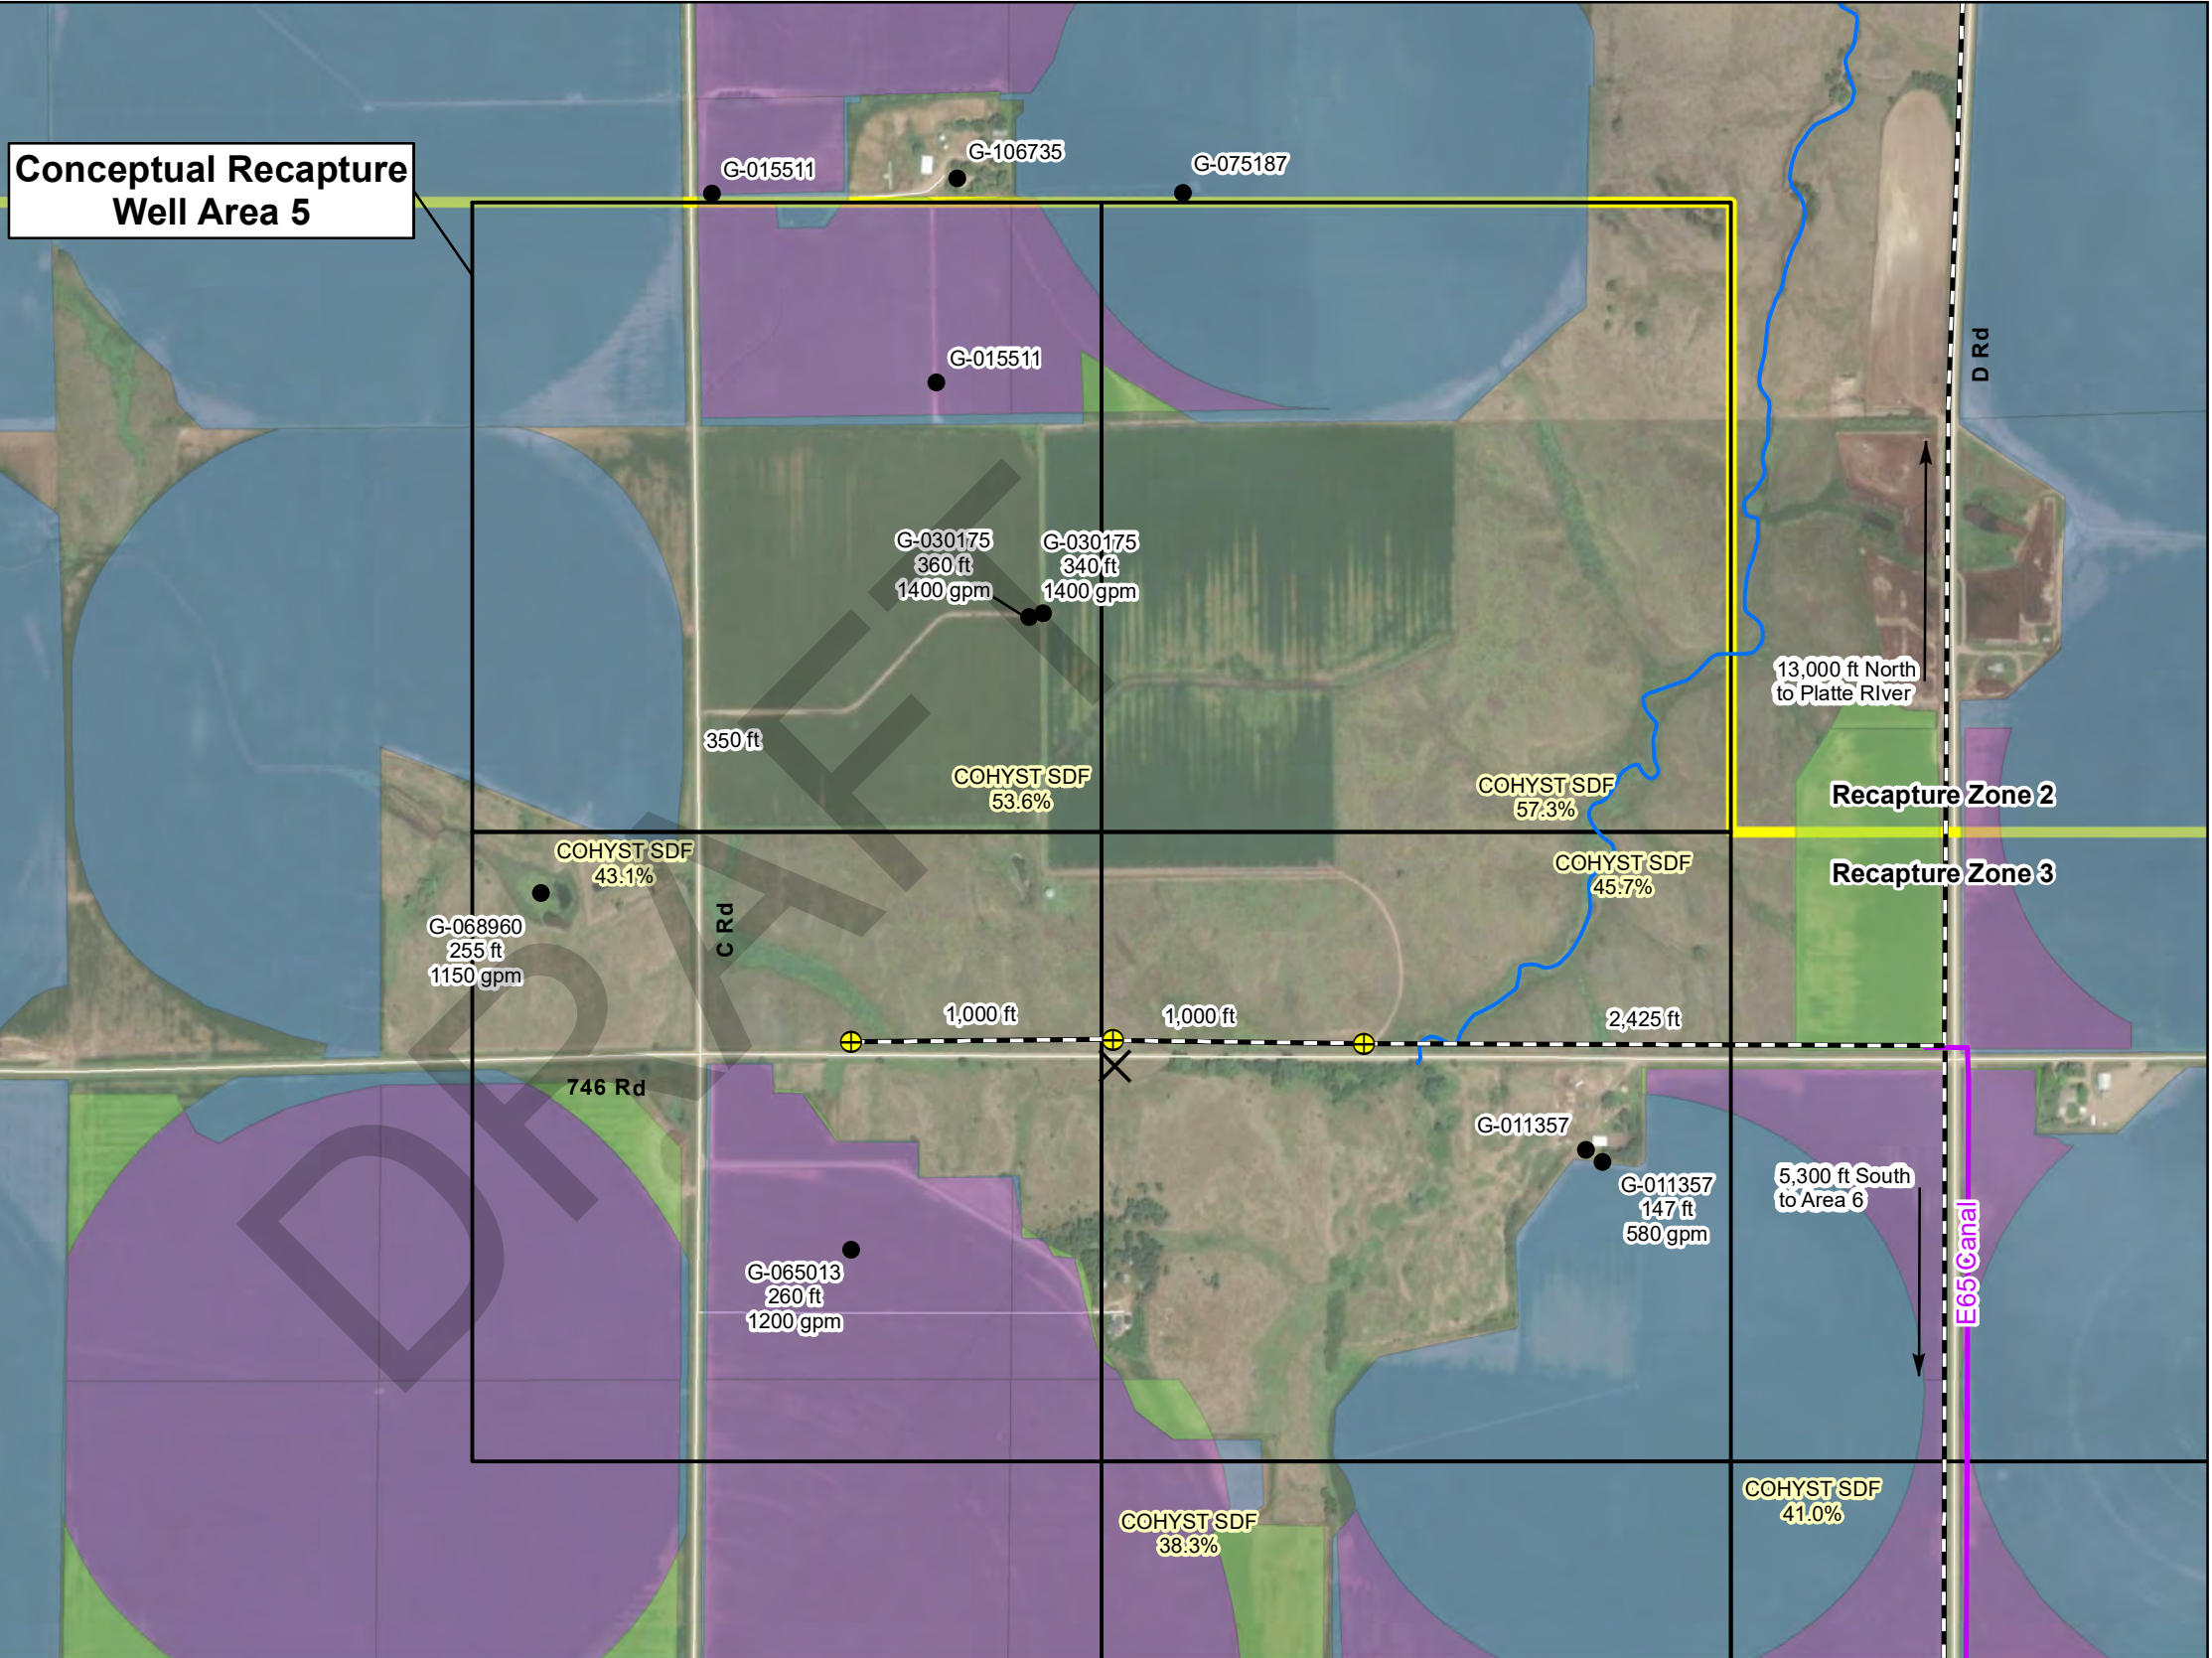 Conceptual Recapture
Well Area 5
G-015511
G-106735
G-075187
G-015511
D Rd
G-030175
360 ft
1400 gpm
G-030175
340 ft
1400 gpm
13,000 ft North
to Platte RIver
350 ft
COHYST SDF
53.6%
COHYST SDF
57.3%
Recapture Zone 2
COHYST SDF
43.1%
COHYST SDF
45.7%
Recapture Zone 3
G-068960
255 ft
1150 gpm
C Rd
1,000 ft
1,000 ft
2,425 ft
746 Rd
G-011357
G-011357
147 ft
580 gpm
5,300 ft South
to Area 6
E65 Canal
G-065013
260 ft
1200 gpm
COHYST SDF
38.3%
COHYST SDF
41.0%
DRAFT